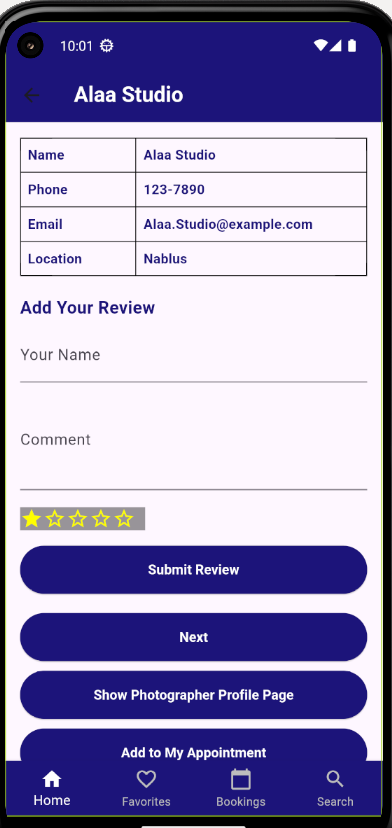 10:01
Alaa Studio
Name Alaa Studio
Phone 123-7890
Email Alaa.Studio@example.com
Location Nablus
Add Your Review
Your Name
Comment
Submit Review
Next
Show Photographer Profile Page
Add to My Appointment
Home Favorites Bookings Search